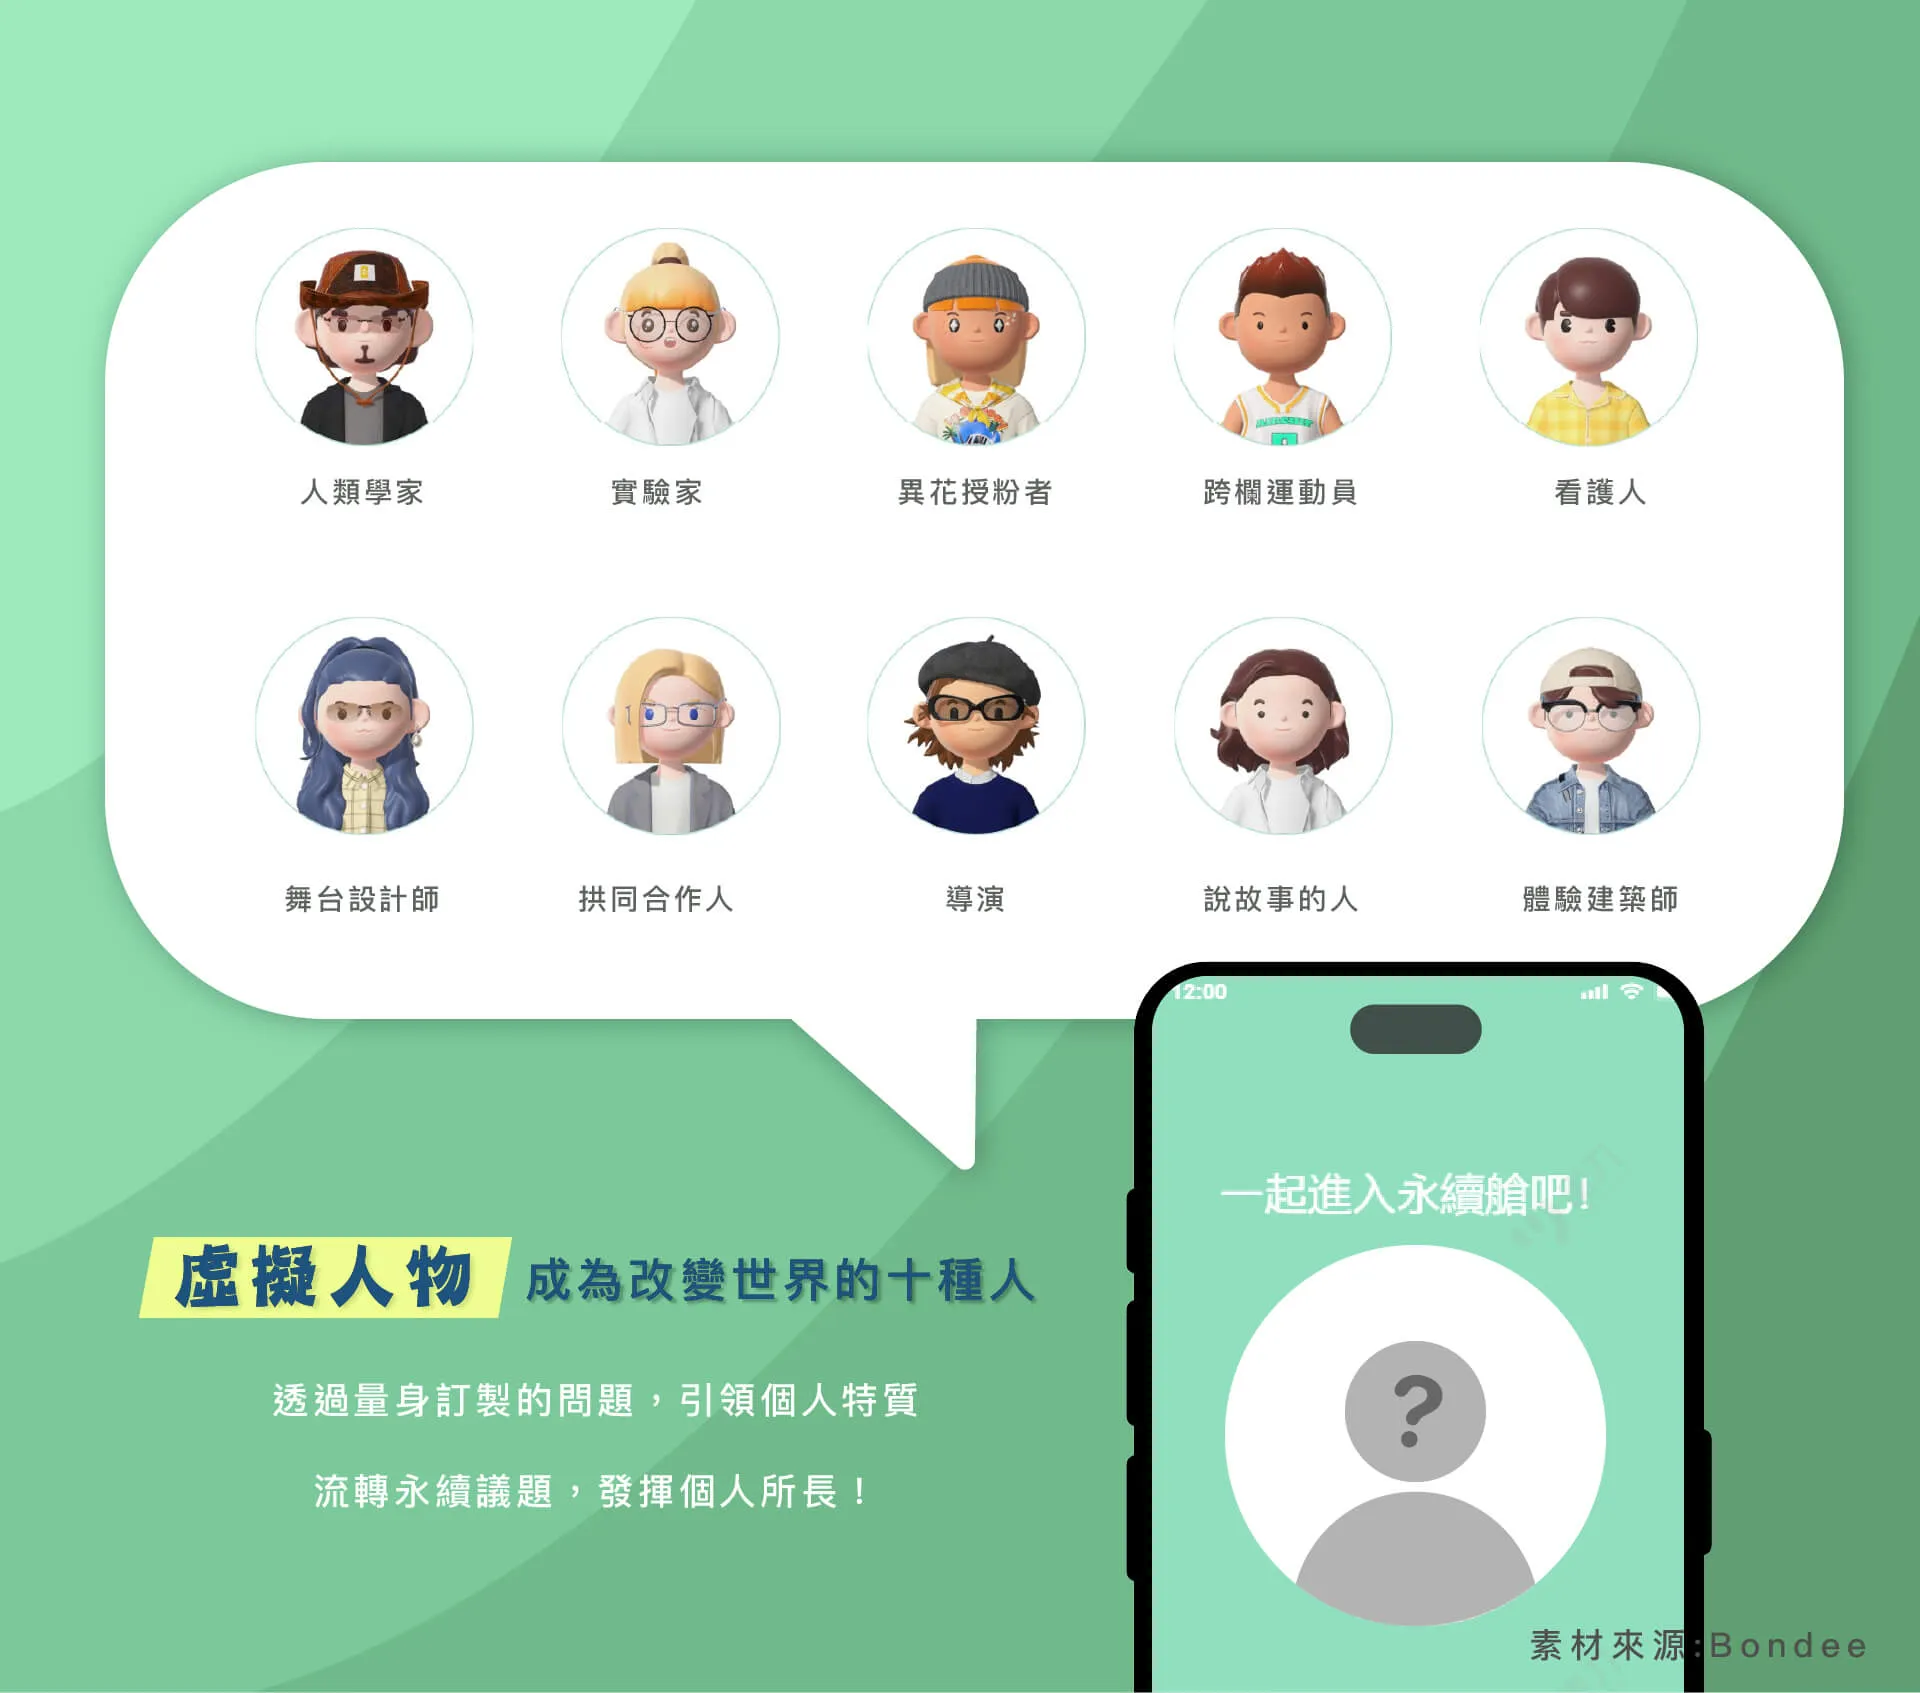 人類學家
實驗家
異花授粉者
跨欄運動員
看護人
舞台設計師
拱同合作人
導演
說故事的人
體驗建築師
12:00
一起進入永續艙吧！
虛擬人物 成為改變世界的十種人
透過量身訂製的問題，引領個人特質
流轉永續議題，發揮個人所長！
素材來源:Bondee